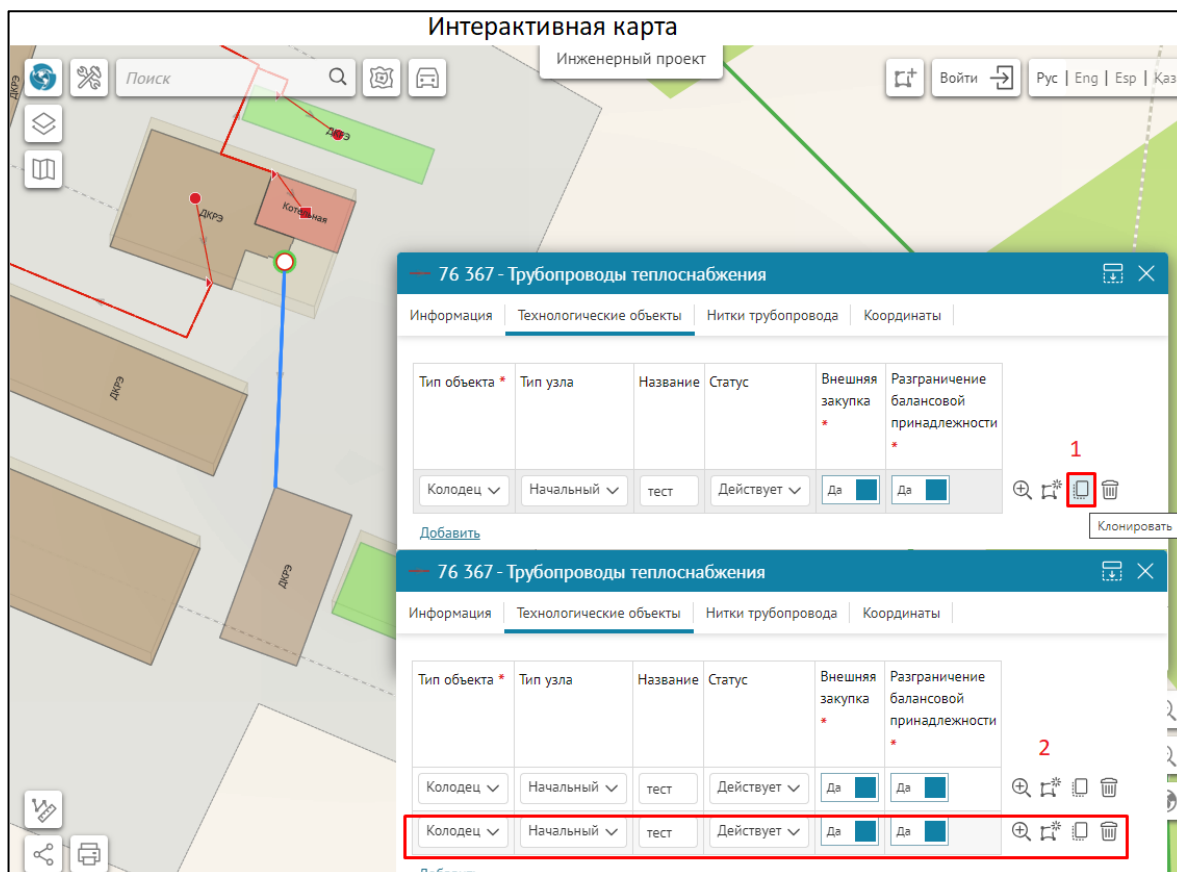 Интерактивная карта
Инженерный проект
Поиск
Войти
Рус | Eng | Esp | Қаз
ДКРЭ
ДКРЭ
ДКРЭ
Котельная
ДКРЭ
ДКРЭ
76 367 - Трубопроводы теплоснабжения
Информация Технологические объекты Нитки трубопровода Координаты
Тип объекта * Тип узла Название Статус Внешняя закупка * Разграничение балансовой принадлежности *
1
Колодец Начальный тест Действует Да Да
Клонировать
Добавить
76 367 - Трубопроводы теплоснабжения
Информация Технологические объекты Нитки трубопровода Координаты
Тип объекта * Тип узла Название Статус Внешняя закупка * Разграничение балансовой принадлежности *
2
Колодец Начальный тест Действует Да Да
Колодец Начальный тест Действует Да Да